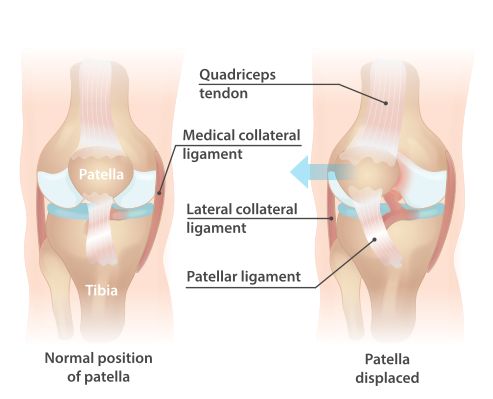 Quadriceps
tendon
Medical collateral
ligament
Patella
Lateral collateral
ligament
Patellar ligament
Tibia
Normal position
of patella
Patella
displaced